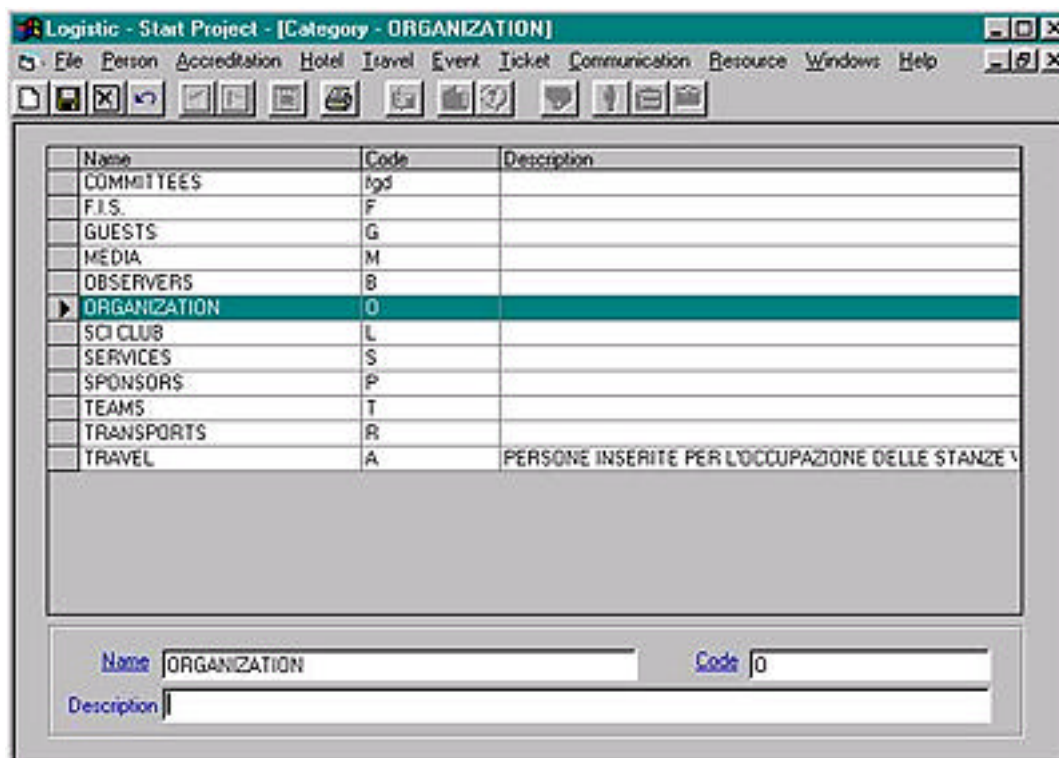 Logistic - Start Project - [Category - ORGANIZATION]
File Person Accreditation Hotel Travel Event Ticket Communication Resource Windows Help
Name Code Description
COMMITTEES fgd
F.I.S. F
GUESTS G
MEDIA M
OBSERVERS B
ORGANIZATION O
SCI CLUB L
SERVICES S
SPONSORS P
TEAMS T
TRANSPORTS R
TRAVEL A PERSONE INSERITE PER L'OCCUPAZIONE DELLE STANZE
Name ORGANIZATION Code O
Description